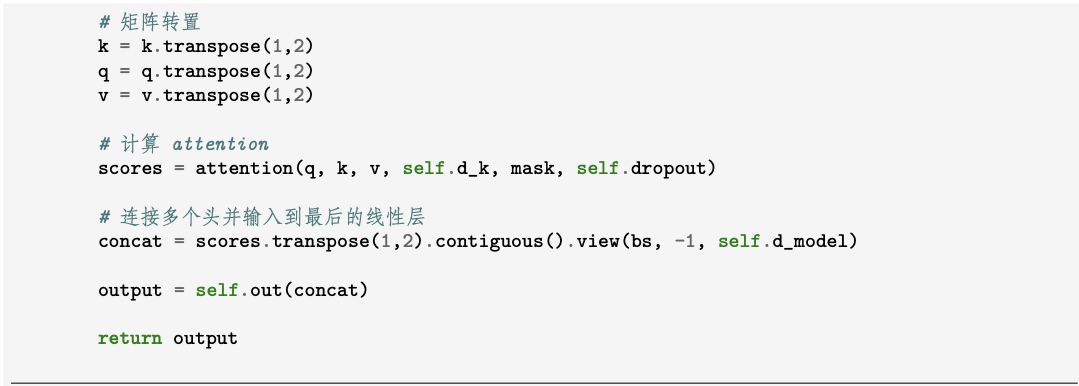 # 矩阵转置
k = k.transpose(1,2)
q = q.transpose(1,2)
v = v.transpose(1,2)
# 计算 attention
scores = attention(q, k, v, self.d_k, mask, self.dropout)
# 连接多个头并输入到最后的线性层
concat = scores.transpose(1,2).contiguous().view(bs, -1, self.d_model)
output = self.out(concat)
return output